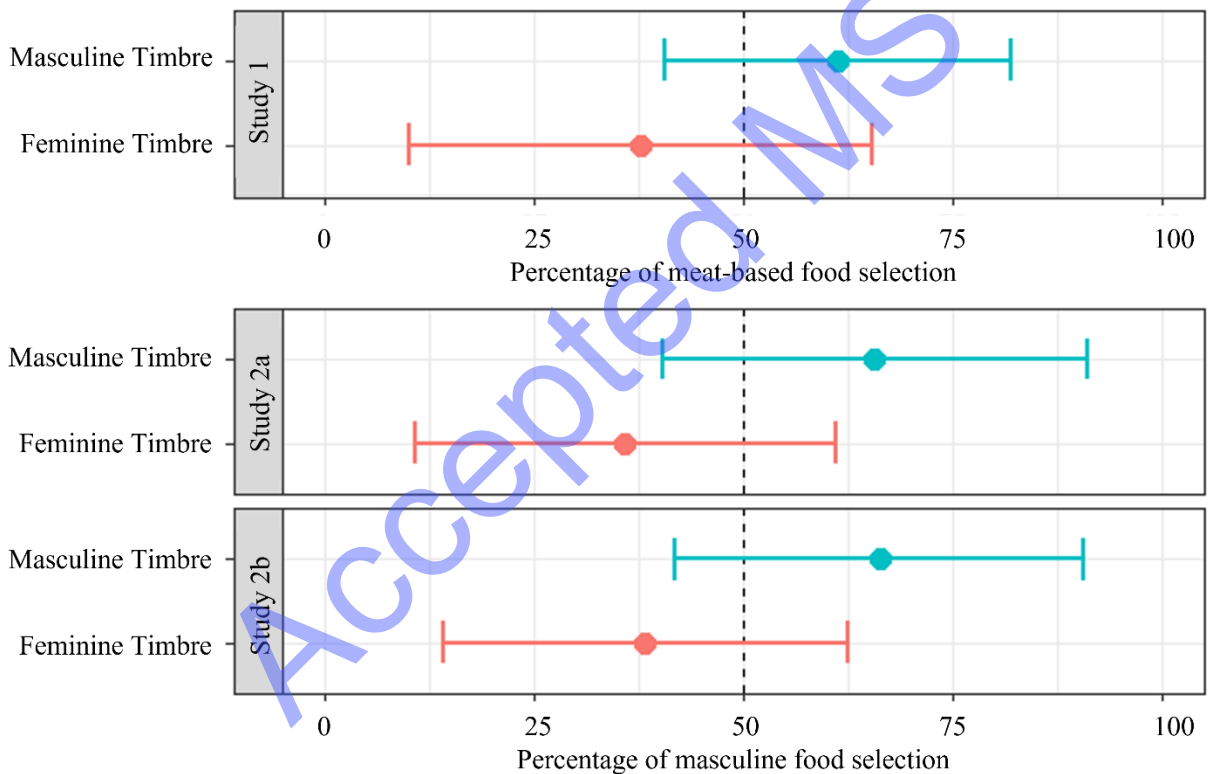 Masculine Timbre
Feminine Timbre
Study 1
0 25 50 75 100
Percentage of meat-based food selection
Masculine Timbre
Feminine Timbre
Study 2a
Masculine Timbre
Feminine Timbre
Study 2b
0 25 50 75 100
Percentage of masculine food selection
Accepted MS